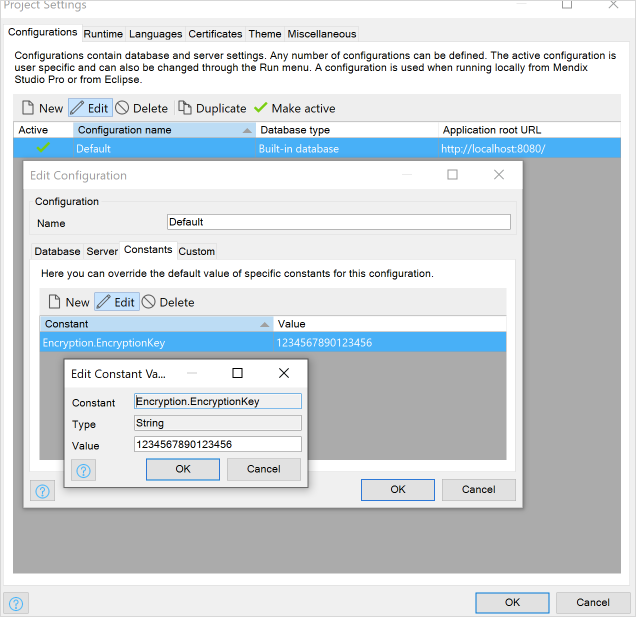 Project Settings
Configurations Runtime Languages Certificates Theme Miscellaneous
Configurations contain database and server settings. Any number of configurations can be defined. The active configuration is
user specific and can also be changed through the Run menu. A configuration is used when running locally from Mendix
Studio Pro or from Eclipse.
New Edit Delete Duplicate Make active
Active Configuration name Database type Application root URL
Default Built-in database http://localhost:8080/
Edit Configuration
Configuration
Name Default
Database Server Constants Custom
Here you can override the default value of specific constants for this configuration.
New Edit Delete
Constant Value
Encryption.EncryptionKey 1234567890123456
Edit Constant Va...
Constant Encryption.EncryptionKey
Type String
Value 1234567890123456
? OK Cancel
? OK Cancel
? OK Cancel